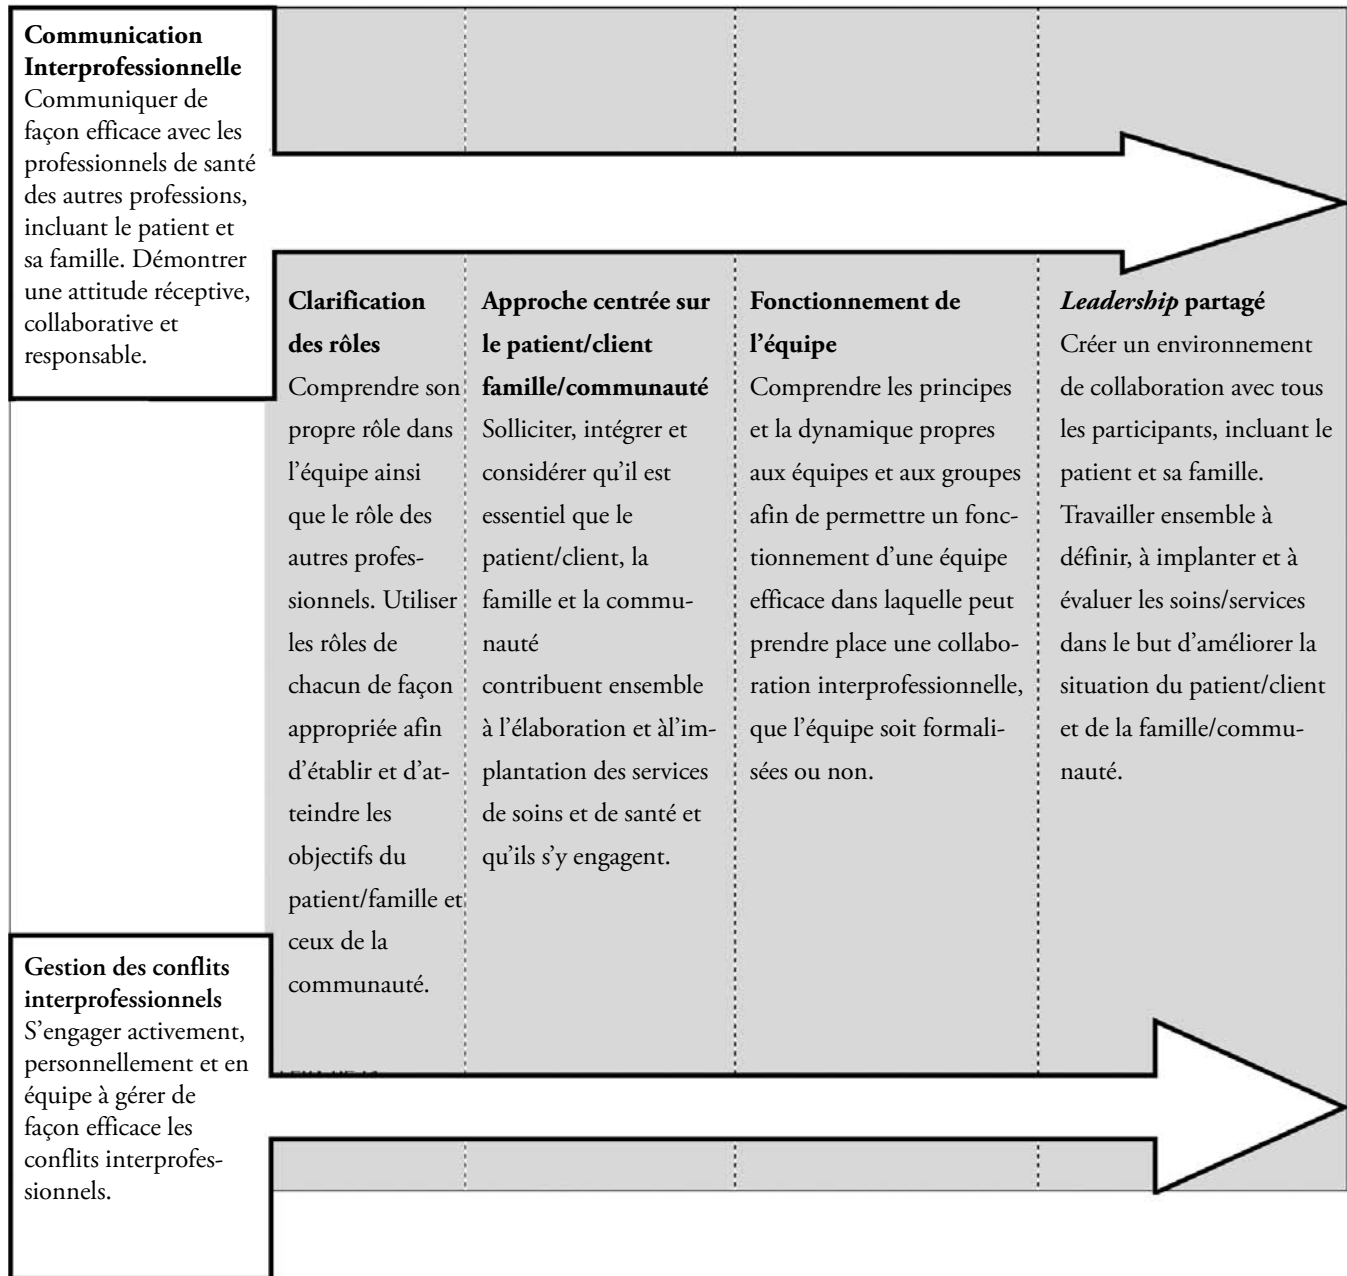 Communication
Interprofessionnelle
Communiquer de
façon efficace avec les
professionnels de santé
des autres professions,
incluant le patient et
sa famille. Démontrer
une attitude réceptive,
collaborative et
responsable.
Clarification
des rôles
Comprendre son
propre rôle dans
l'équipe ainsi
que le rôle des
autres profes-
sionnels. Utiliser
les rôles de
chacun de façon
appropriée afin
d'établir et d'at-
teindre les
objectifs du
patient/famille et
ceux de la
communauté.
Approche centrée sur
le patient/client
famille/communauté
Solliciter, intégrer et
considérer qu'il est
essentiel que le
patient/client, la
famille et la commu-
nauté
contribuent ensemble
à l'élaboration et àl'im-
plantation des services
de soins et de santé et
qu'ils s'y engagent.
Fonctionnement de
l'équipe
Comprendre les principes
et la dynamique propres
aux équipes et aux groupes
afin de permettre un fonc-
tionnement d'une équipe
efficace dans laquelle peut
prendre place une collabo-
ration interprofessionnelle,
que l'équipe soit formali-
sées ou non.
Leadership partagé
Créer un environnement
de collaboration avec tous
les participants, incluant le
patient et sa famille.
Travailler ensemble à
définir, à implanter et à
évaluer les soins/services
dans le but d'améliorer la
situation du patient/client
et de la famille/commu-
nauté.
Gestion des conflits
interprofessionnels
S'engager activement,
personnellement et en
équipe à gérer de
façon efficace les
conflits interprofes-
sionnels.